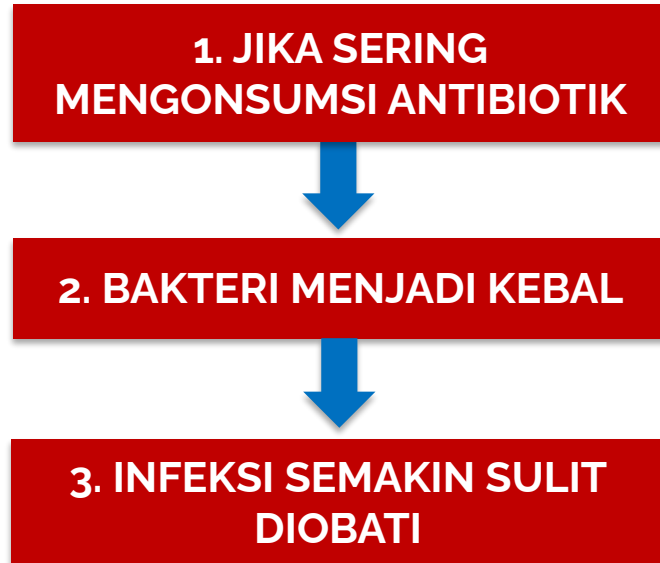 1. JIKA SERING
MENGONSUMSI ANTIBIOTIK
2. BAKTERI MENJADI KEBAL
3. INFEKSI SEMAKIN SULIT
DIOBATI